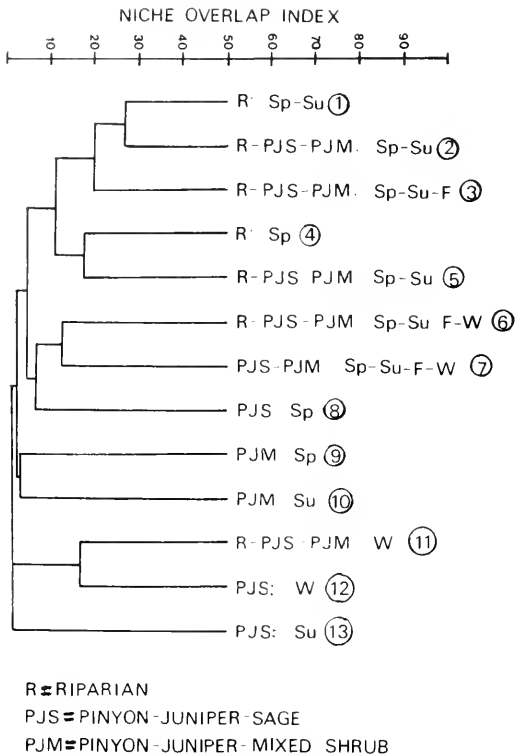 NICHE OVERLAP INDEX
10 20 30 40 50 60 70 80 90
R· Sp-Su 1
R-PJS-PJM. Sp-Su 2
R-PJS-PJM. Sp-Su-F 3
R· Sp 4
R-PJS PJM Sp-Su 5
R-PJS-PJM Sp-Su F-W 6
PJS-PJM Sp-Su-F-W 7
PJS Sp 8
PJM Sp 9
PJM Su 10
R-PJS-PJM W 11
PJS: W 12
PJS: Su 13
R=RIPARIAN
PJS=PINYON-JUNIPER-SAGE
PJM=PINYON-JUNIPER-MIXED SHRUB